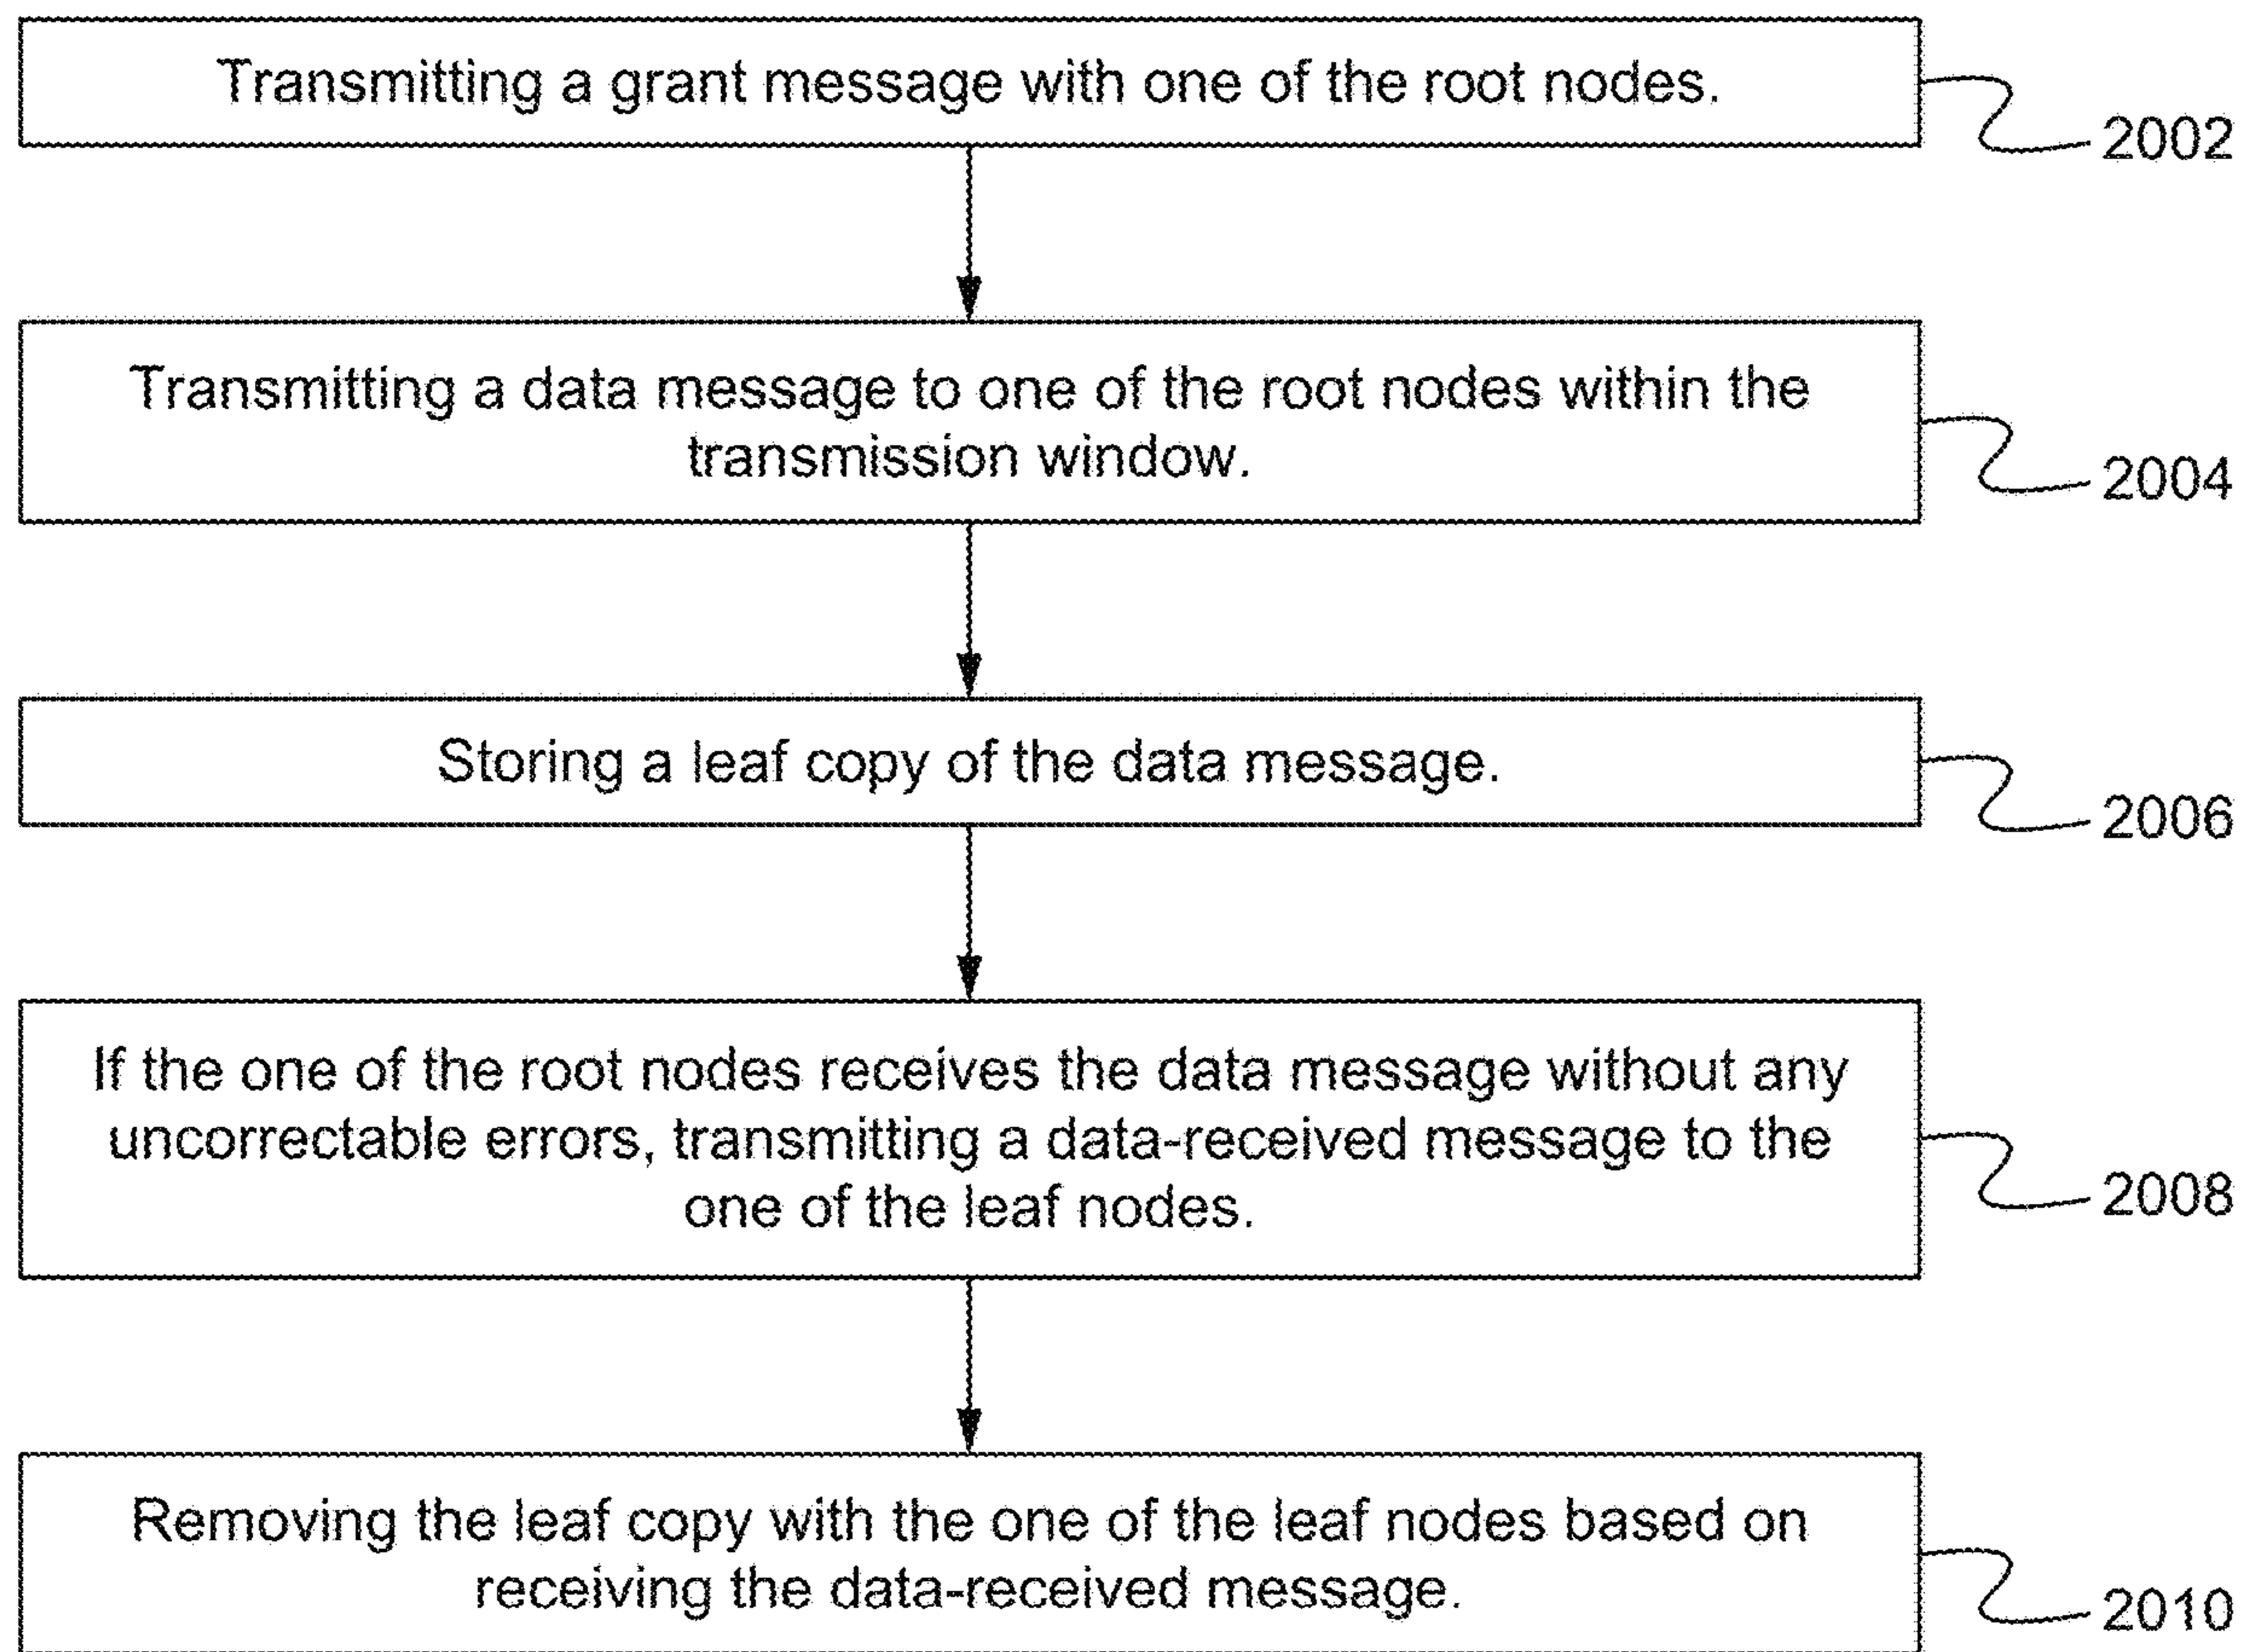 Transmitting a grant message with one of the root nodes.
2002
Transmitting a data message to one of the root nodes within the
transmission window.
2004
Storing a leaf copy of the data message.
2006
If the one of the root nodes receives the data message without any
uncorrectable errors, transmitting a data-received message to the
one of the leaf nodes.
2008
Removing the leaf copy with the one of the leaf nodes based on
receiving the data-received message.
2010